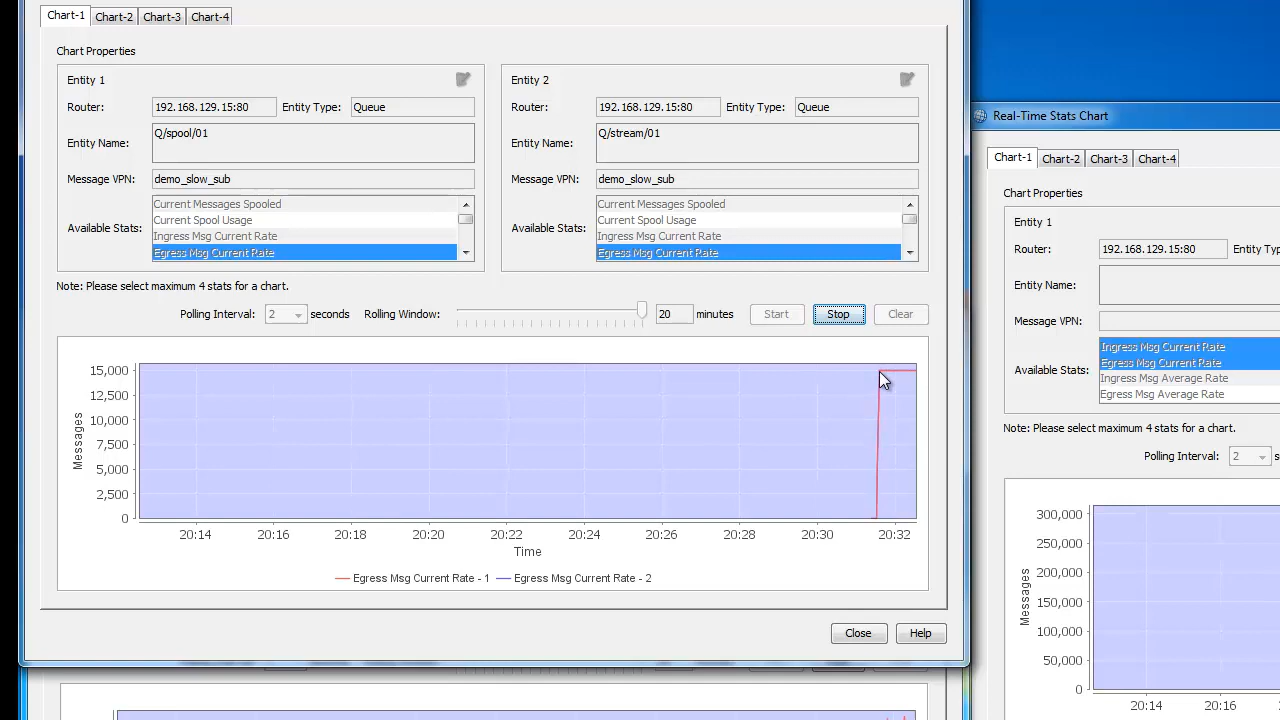 Chart-1 Chart-2 Chart-3 Chart-4
Chart Properties
Entity 1
Router: 192.168.129.15:80 Entity Type: Queue
Entity Name: Q/spool/01
Message VPN: demo_slow_sub
Available Stats:
Current Messages Spooled
Current Spool Usage
Ingress Msg Current Rate
Egress Msg Current Rate
Entity 2
Router: 192.168.129.15:80 Entity Type: Queue
Entity Name: Q/stream/01
Message VPN: demo_slow_sub
Available Stats:
Current Messages Spooled
Current Spool Usage
Ingress Msg Current Rate
Egress Msg Current Rate
Note: Please select maximum 4 stats for a chart.
Polling Interval: 2 seconds Rolling Window: 20 minutes Start Stop Clear
15,000
12,500
10,000
7,500
5,000
2,500
0
Messages
20:14 20:16 20:18 20:20 20:22 20:24 20:26 20:28 20:30 20:32
Time
Egress Msg Current Rate - 1 Egress Msg Current Rate - 2
Close Help
Real-Time Stats Chart
Chart-1 Chart-2 Chart-3 Chart-4
Chart Properties
Entity 1
Router: 192.168.129.15:80 Entity Ty
Entity Name:
Message VPN:
Available Stats:
Ingress Msg Current Rate
Egress Msg Current Rate
Ingress Msg Average Rate
Egress Msg Average Rate
Note: Please select maximum 4 stats for a chart.
Polling Interval: 2 s
300,000
250,000
200,000
150,000
100,000
50,000
0
Messages
20:14 20:16